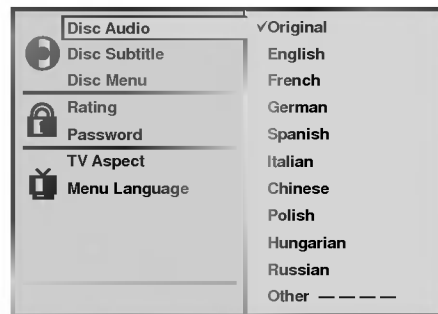 Disc Audio
Disc Subtitle
Disc Menu
Rating
Password
TV Aspect
Menu Language
✓Original
English
French
German
Spanish
Italian
Chinese
Polish
Hungarian
Russian
Other — — — —